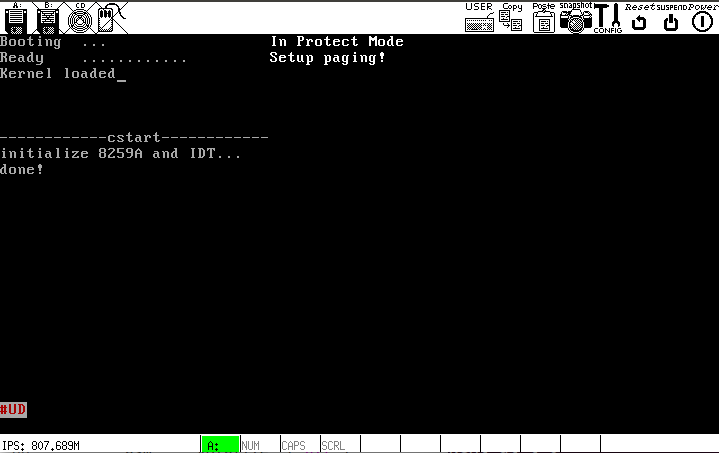 A: B: CD USER Copy Poste snapshot CONFIG Reset SUSPEND Power
Booting ... In Protect Mode
Ready ............ Setup paging!
Kernel loaded_
------------cstart------------
initialize 8259A and IDT...
done!
#UD
IPS: 807.689M A: NUM CAPS SCRL